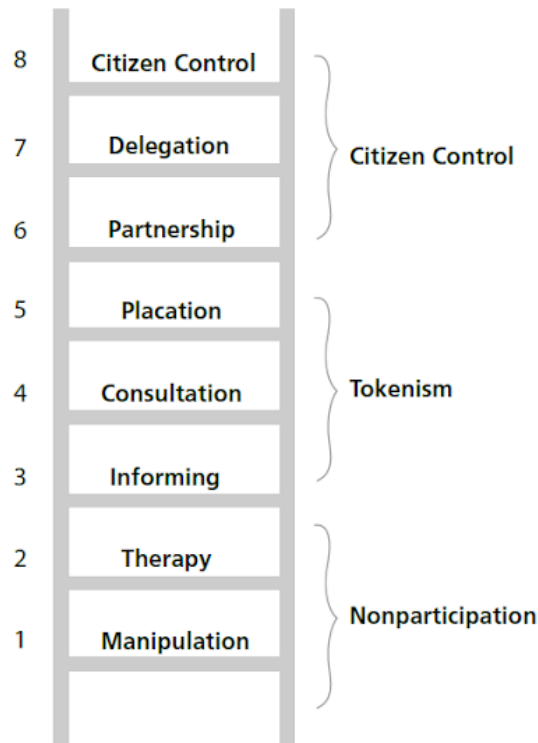 8 Citizen Control
7 Delegation
Citizen Control
6 Partnership
5 Placation
4 Consultation
Tokenism
3 Informing
2 Therapy
Nonparticipation
1 Manipulation